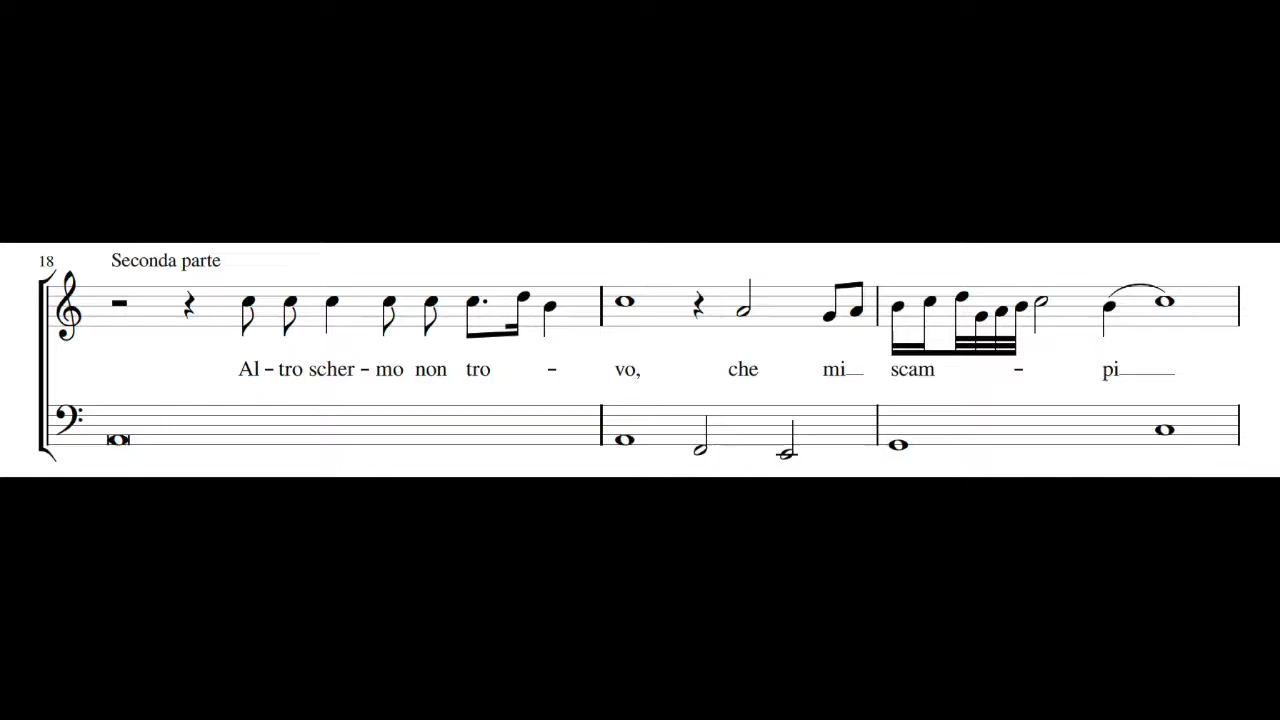 18 Seconda parte
Al - tro scher - mo non tro - vo, che mi scam - pi